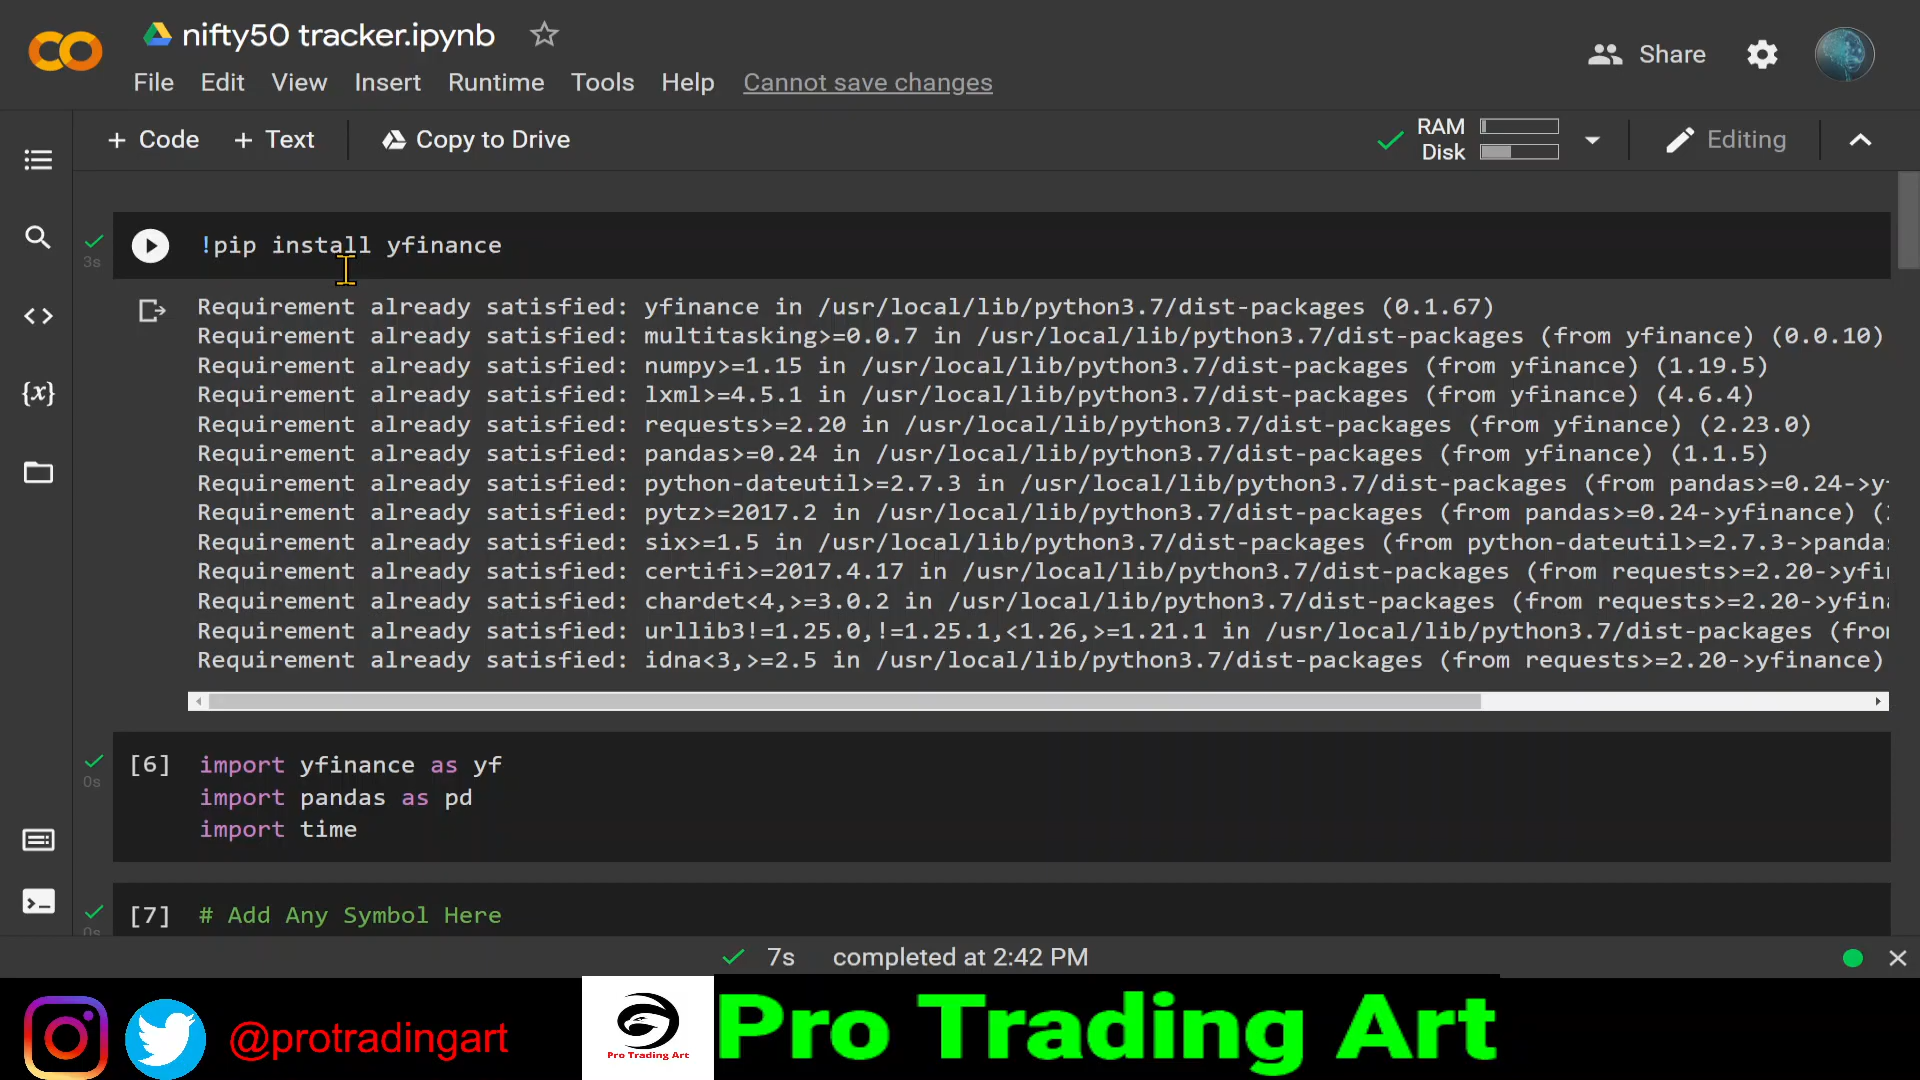 nifty50 tracker.ipynb
File Edit View Insert Runtime Tools Help Cannot save changes
Share
+ Code + Text Copy to Drive
RAM
Disk
Editing
3s
!pip install yfinance
Requirement already satisfied: yfinance in /usr/local/lib/python3.7/dist-packages (0.1.67)
Requirement already satisfied: multitasking>=0.0.7 in /usr/local/lib/python3.7/dist-packages (from yfinance) (0.0.10)
Requirement already satisfied: numpy>=1.15 in /usr/local/lib/python3.7/dist-packages (from yfinance) (1.19.5)
Requirement already satisfied: lxml>=4.5.1 in /usr/local/lib/python3.7/dist-packages (from yfinance) (4.6.4)
Requirement already satisfied: requests>=2.20 in /usr/local/lib/python3.7/dist-packages (from yfinance) (2.23.0)
Requirement already satisfied: pandas>=0.24 in /usr/local/lib/python3.7/dist-packages (from yfinance) (1.1.5)
Requirement already satisfied: python-dateutil>=2.7.3 in /usr/local/lib/python3.7/dist-packages (from pandas>=0.24->y
Requirement already satisfied: pytz>=2017.2 in /usr/local/lib/python3.7/dist-packages (from pandas>=0.24->yfinance) (
Requirement already satisfied: six>=1.5 in /usr/local/lib/python3.7/dist-packages (from python-dateutil>=2.7.3->pandas
Requirement already satisfied: certifi>=2017.4.17 in /usr/local/lib/python3.7/dist-packages (from requests>=2.20->yfi
Requirement already satisfied: chardet<4,>=3.0.2 in /usr/local/lib/python3.7/dist-packages (from requests>=2.20->yfin
Requirement already satisfied: urllib3!=1.25.0,!=1.25.1,<1.26,>=1.21.1 in /usr/local/lib/python3.7/dist-packages (fro
Requirement already satisfied: idna<3,>=2.5 in /usr/local/lib/python3.7/dist-packages (from requests>=2.20->yfinance)
[6] import yfinance as yf
0s
import pandas as pd
import time
[7] # Add Any Symbol Here
0s
7s completed at 2:42 PM
@protradingart
Pro Trading Art
Pro Trading Art